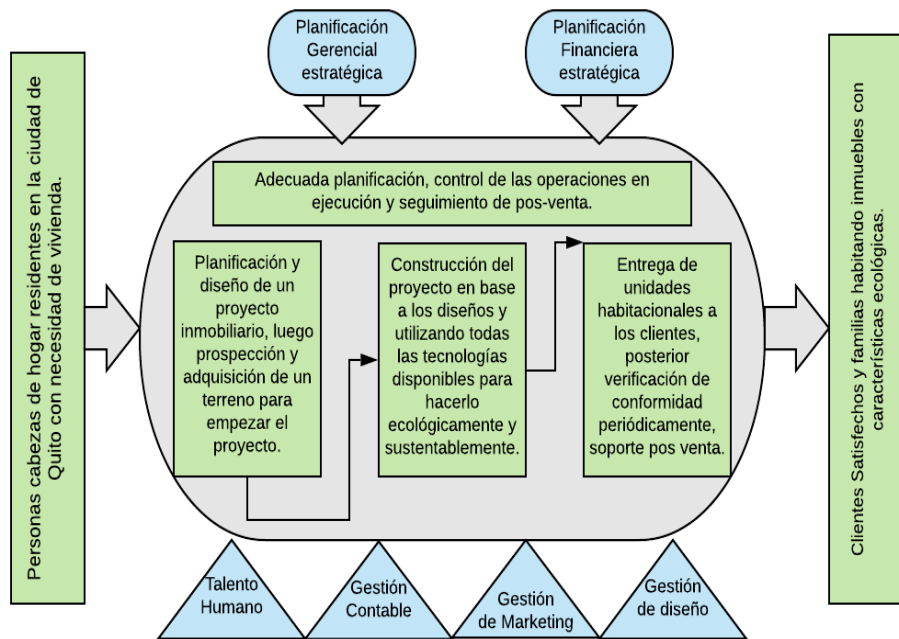 Personas cabezas de hogar residentes en la ciudad de
Quito con necesidad de vivienda.
Planificación
Gerencial
estratégica
Planificación
Financiera
estratégica
Adecuada planificación, control de las operaciones en
ejecución y seguimiento de pos-venta.
Planificación y
diseño de un
proyecto
inmobiliario, luego
prospección y
adquisición de un
terreno para
empezar el
proyecto.
Construcción del
proyecto en base
a los diseños y
utilizando todas
las tecnologías
disponibles para
hacerlo
ecológicamente y
sustentablemente.
Entrega de
unidades
habitacionales a
los clientes,
posterior
verificación de
conformidad
periódicamente,
soporte pos venta.
Talento
Humano
Gestión
Contable
Gestión
de Marketing
Gestión
de diseño
Clientes Satisfechos y familias habitando inmuebles con
características ecológicas.